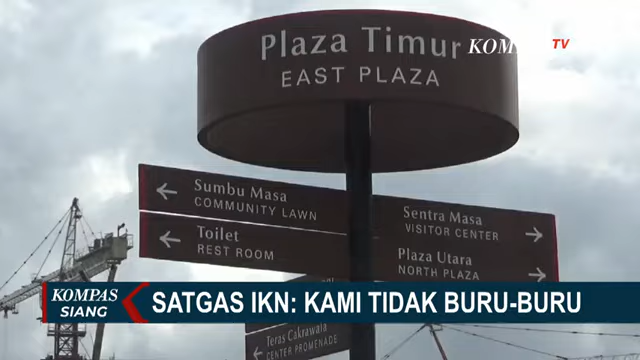 Plaza Timur
EAST PLAZA
KOMPAS TV
Sumbu Masa
COMMUNITY LAWN
Sentra Masa
VISITOR CENTER
Toilet
REST ROOM
Plaza Utara
NORTH PLAZA
KOMPAS
SIANG
SATGAS IKN: KAMI TIDAK BURU-BURU
Teras Cakrawala
CENTER PROMENADE